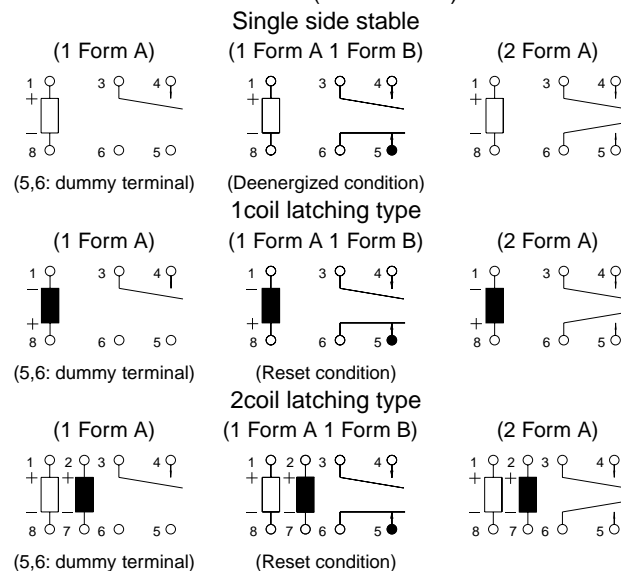 Single side stable
(1 Form A) (1 Form A 1 Form B) (2 Form A)
1 3 4 1 3 4 1 3 4
+ + +
– – –
8 6 5 8 6 5 8 6 5
(5,6: dummy terminal) (Deenergized condition)
1coil latching type
(1 Form A) (1 Form A 1 Form B) (2 Form A)
1 3 4 1 3 4 1 3 4
– – –
+ + +
8 6 5 8 6 5 8 6 5
(5,6: dummy terminal) (Reset condition)
2coil latching type
(1 Form A) (1 Form A 1 Form B) (2 Form A)
1 2 3 4 1 2 3 4 1 2 3 4
+ + + + + +
– – – – – –
8 7 6 5 8 7 6 5 8 7 6 5
(5,6: dummy terminal) (Reset condition)